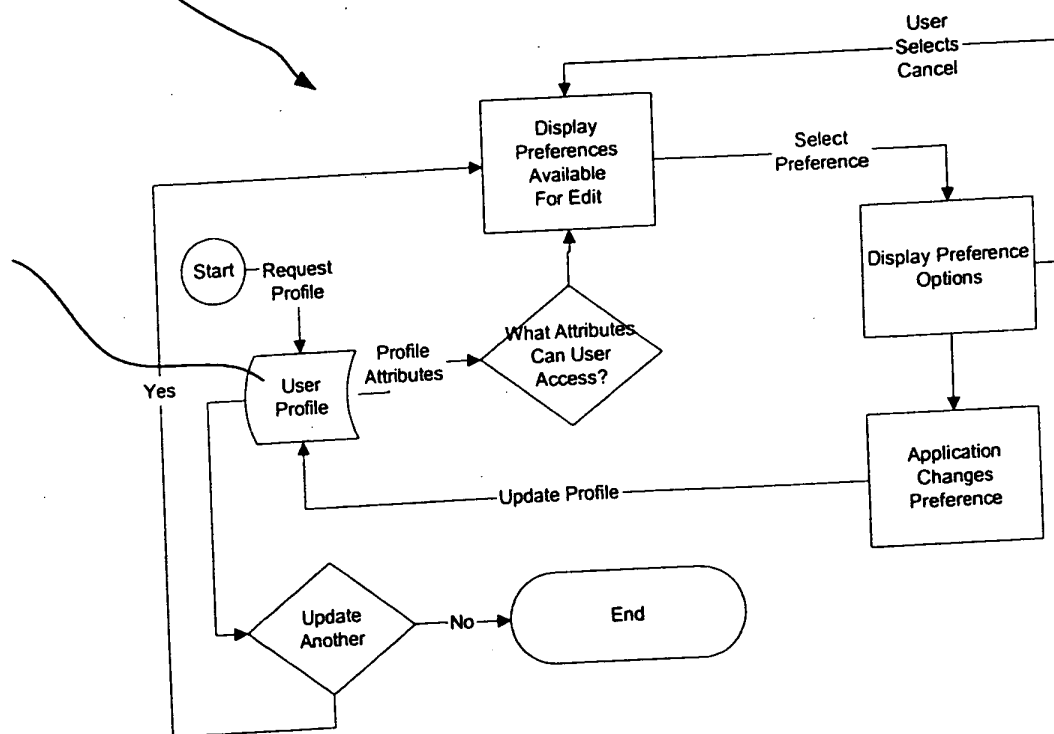 User
Selects
Cancel
Display
Preferences
Available
For Edit
Select
Preference
Start
Request
Profile
Display Preference
Options
What Attributes
Can User
Access?
Profile
Attributes
User
Profile
Yes
Application
Changes
Preference
Update Profile
Update
Another
No
End